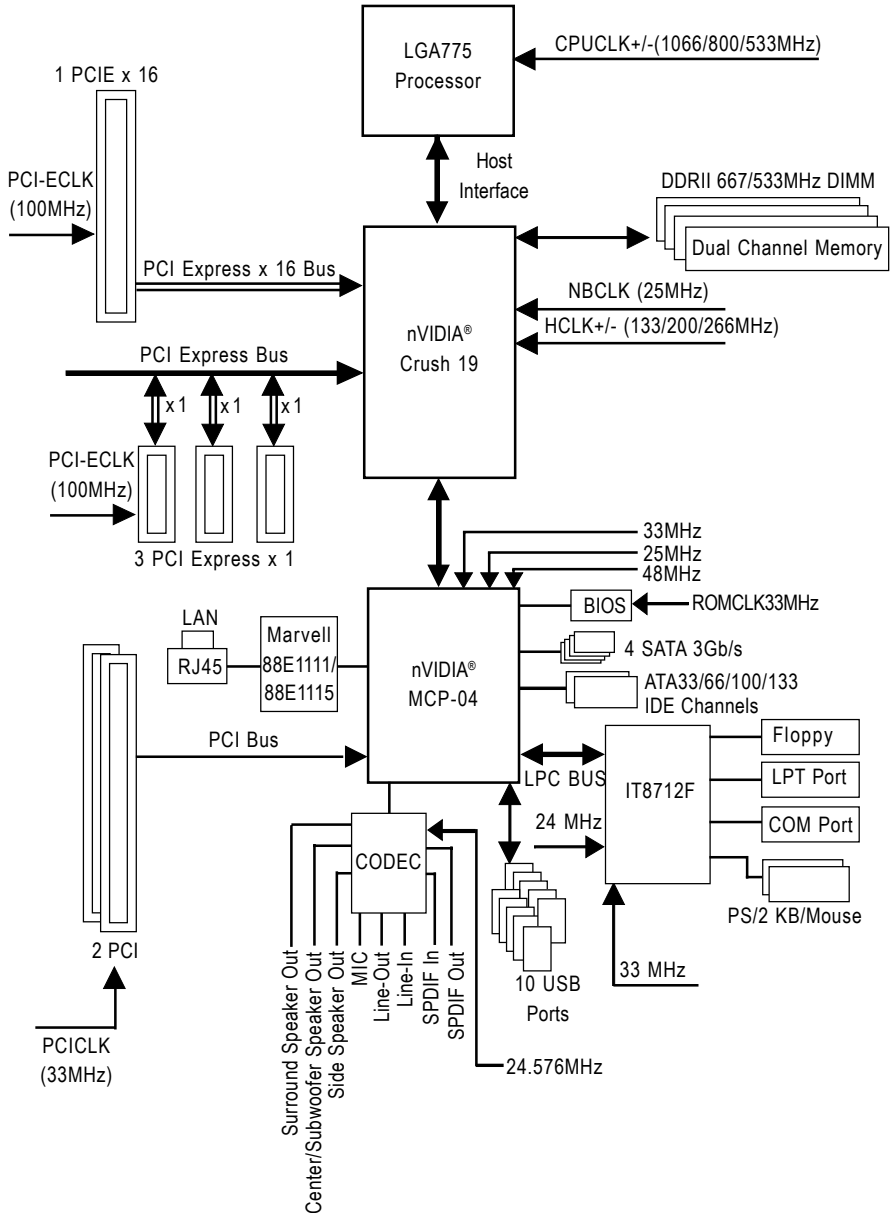 LGA775
Processor
CPUCLK+/-(1066/800/533MHz)
1 PCIE x 16
Host
Interface
PCI-ECLK
(100MHz)
DDRII 667/533MHz DIMM
Dual Channel Memory
PCI Express x 16 Bus
NBCLK (25MHz)
HCLK+/- (133/200/266MHz)
nVIDIA®
Crush 19
PCI Express Bus
x 1
x 1
x 1
PCI-ECLK
(100MHz)
3 PCI Express x 1
33MHz
25MHz
48MHz
BIOS
ROMCLK33MHz
LAN
RJ45
Marvell
88E1111/
88E1115
nVIDIA®
MCP-04
4 SATA 3Gb/s
ATA33/66/100/133
IDE Channels
PCI Bus
LPC BUS
IT8712F
Floppy
LPT Port
COM Port
PS/2 KB/Mouse
24 MHz
CODEC
33 MHz
2 PCI
PCICLK
(33MHz)
Surround Speaker Out
Center/Subwoofer Speaker Out
Side Speaker Out
MIC
Line-Out
Line-In
SPDIF In
SPDIF Out
10 USB
Ports
24.576MHz